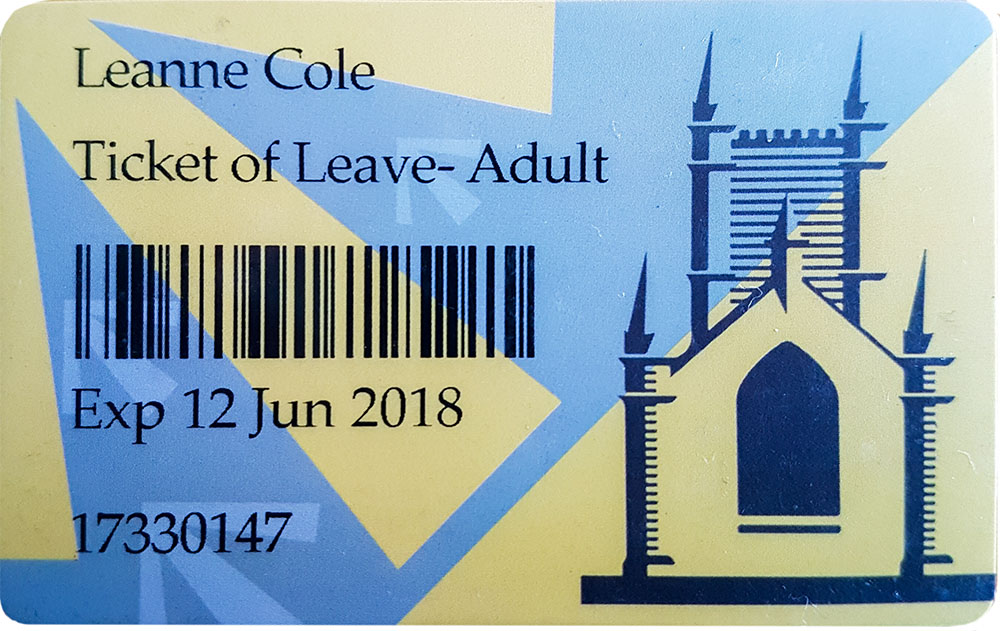 Leanne Cole
Ticket of Leave- Adult
Exp 12 Jun 2018
17330147